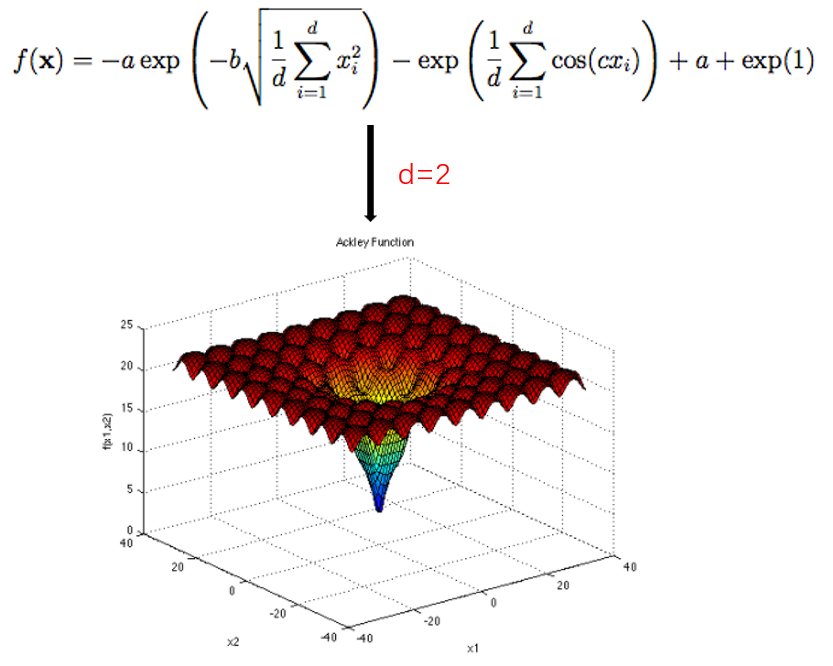 f(x) = −a exp(−b√(1/d ∑_{i=1}^{d} x_i^2)) − exp(1/d ∑_{i=1}^{d} cos(cx_i)) + a + exp(1)
d=2
Ackley Function
25
20
15
10
5
0
f(x1,x2)
40
20
0
-20
-40
x2
-40
-20
0
20
40
x1